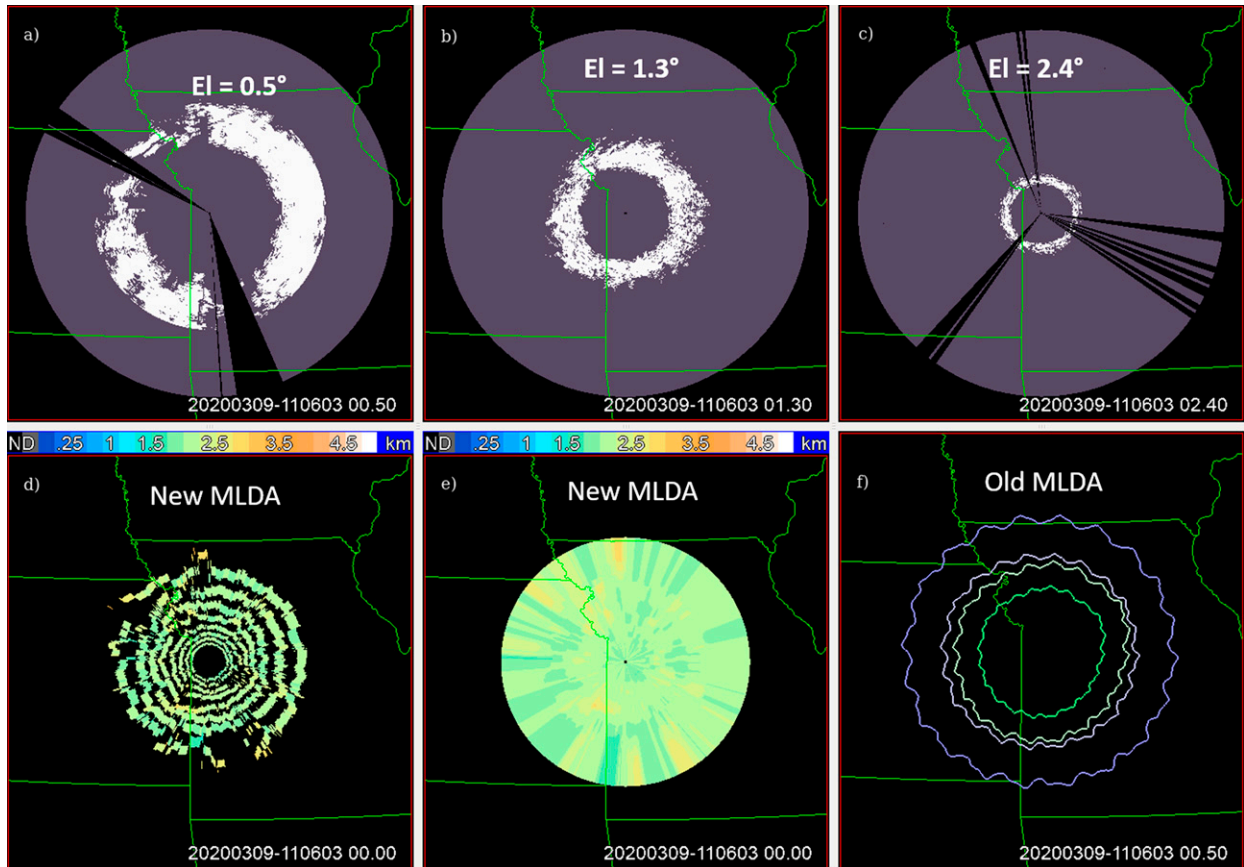 a)
El = 0.5°
20200309-110603 00.50
b)
El = 1.3°
20200309-110603 01.30
c)
El = 2.4°
20200309-110603 02.40
ND .25 1 1.5 2.5 3.5 4.5 km
d)
New MLDA
20200309-110603 00.00
ND .25 1 1.5 2.5 3.5 4.5 km
e)
New MLDA
20200309-110603 00.00
f)
Old MLDA
20200309-110603 00.50